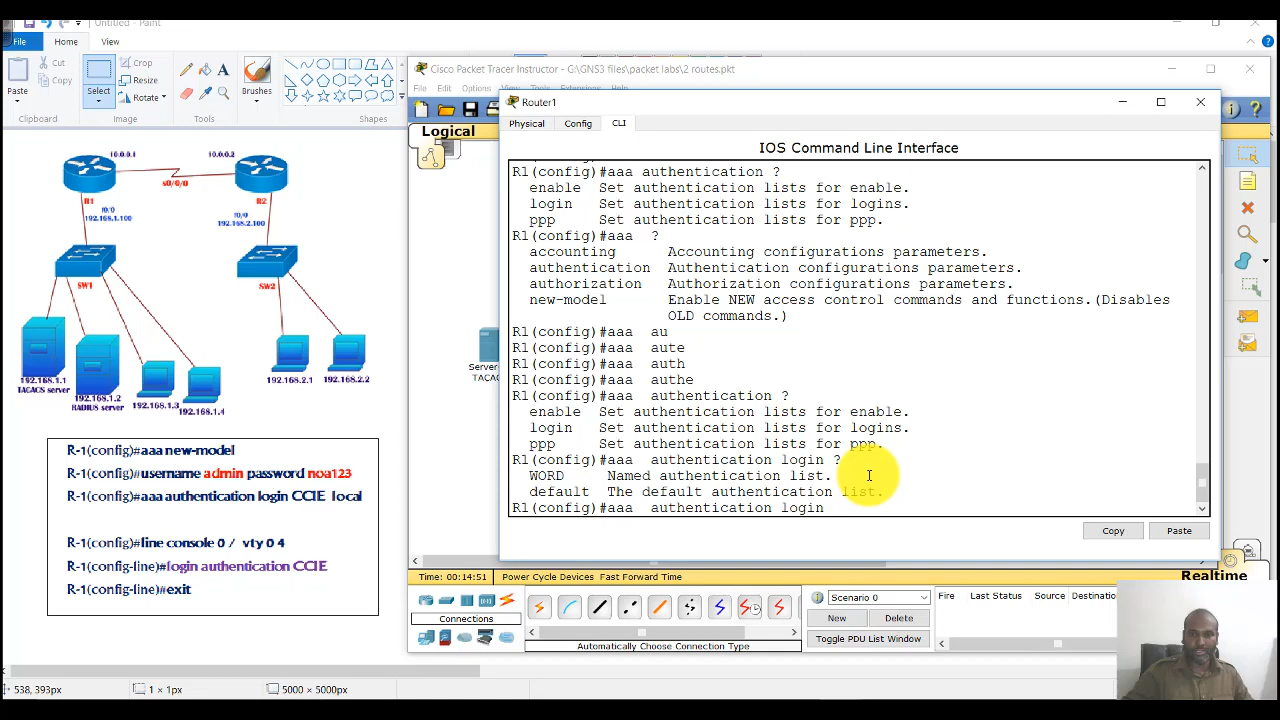 Untitled - Paint
File
Home
View
Paste
Cut
Copy
Clipboard
Select
Crop
Resize
Rotate
Image
Tools
Brushes
Shapes
Cisco Packet Tracer Instructor - G:\GNS3 files\packet labs\2 routes.pkt
File
Edit
Options
Logical
Router1
Physical
Config
CLI
IOS Command Line Interface
R1(config)#aaa authentication ?
enable Set authentication lists for enable.
login Set authentication lists for logins.
ppp Set authentication lists for ppp.
R1(config)#aaa ?
accounting Accounting configurations parameters.
authentication Authentication configurations parameters.
authorization Authorization configurations parameters.
new-model Enable NEW access control commands and functions.(Disables
OLD commands.)
R1(config)#aaa au
R1(config)#aaa aute
R1(config)#aaa auth
R1(config)#aaa authe
R1(config)#aaa authentication ?
enable Set authentication lists for enable.
login Set authentication lists for logins.
ppp Set authentication lists for ppp.
R1(config)#aaa authentication login ?
WORD Named authentication list.
default The default authentication list.
R1(config)#aaa authentication login
Copy
Paste
10.0.0.1
10.0.0.2
s0/0/0
R1
R2
f0/0
192.168.1.100
f0/0
192.168.2.100
SW1
SW2
192.168.1.1
TACACS server
192.168.1.2
RADIUS server
192.168.1.3
192.168.1.4
192.168.2.1
192.168.2.2
Server
TACA
R-1(config)#aaa new-model
R-1(config)#username admin password noa123
R-1(config)#aaa authentication login CCIE local
R-1(config)#line console 0 / vty 0 4
R-1(config-line)#login authentication CCIE
R-1(config-line)#exit
Time: 00:14:51
Power Cycle Devices Fast Forward Time
Realtime
Connections
Automatically Choose Connection Type
Scenario 0
New
Delete
Toggle PDU List Window
Fire
Last Status
Source
Destination
538, 393px
1 × 1px
5000 × 5000px